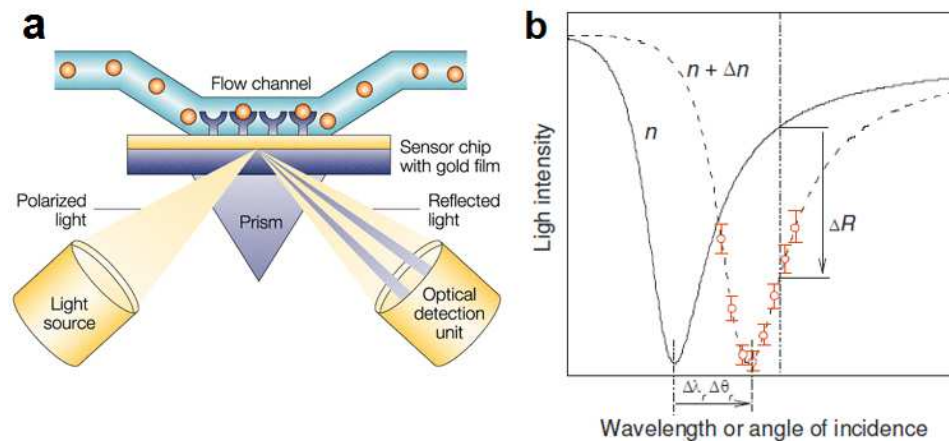 a
Flow channel
Sensor chip
with gold film
Polarized
light
Reflected
light
Prism
Light
source
Optical
detection
unit
b
n + Δn
n
ΔR
Δλr Δθr
Ligh intensity
Wavelength or angle of incidence